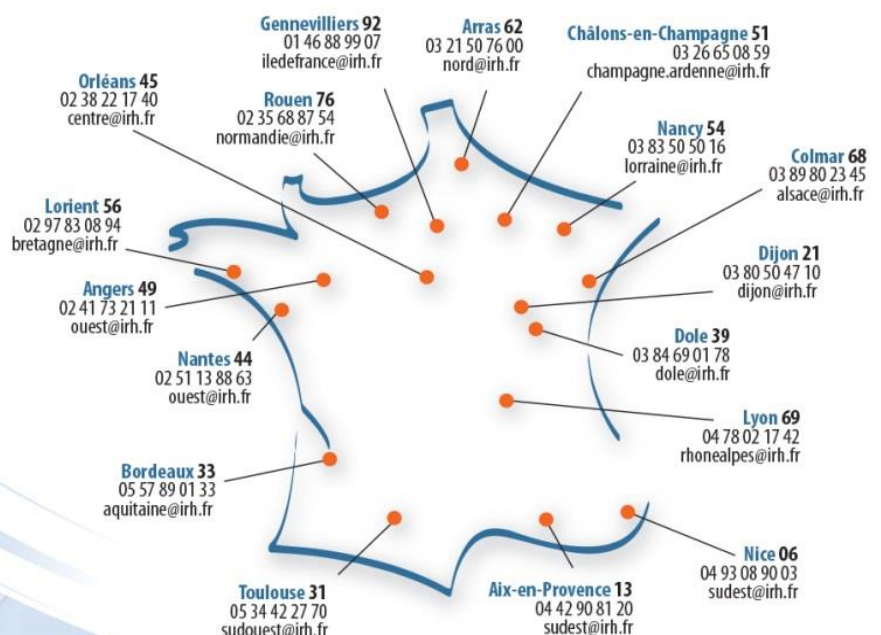 Gennevilliers 92
01 46 88 99 07
iledefrance@irh.fr
Arras 62
03 21 50 76 00
nord@irh.fr
Châlons-en-Champagne 51
03 26 65 08 59
champagne.ardenne@irh.fr
Orléans 45
02 38 22 17 40
centre@irh.fr
Rouen 76
02 35 68 87 54
normandie@irh.fr
Nancy 54
03 83 50 50 16
lorraine@irh.fr
Colmar 68
03 89 80 23 45
alsace@irh.fr
Lorient 56
02 97 83 08 94
bretagne@irh.fr
Dijon 21
03 80 50 47 10
dijon@irh.fr
Angers 49
02 41 73 21 11
ouest@irh.fr
Dole 39
03 84 69 01 78
dole@irh.fr
Nantes 44
02 51 13 88 63
ouest@irh.fr
Lyon 69
04 78 02 17 42
rhonealpes@irh.fr
Bordeaux 33
05 57 89 01 33
aquitaine@irh.fr
Nice 06
04 93 08 90 03
sudest@irh.fr
Toulouse 31
05 34 42 27 70
sudouest@irh.fr
Aix-en-Provence 13
04 42 90 81 20
sudest@irh.fr